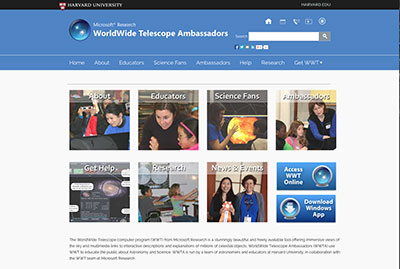 HARVARD UNIVERSITY
HARVARD.EDU
Microsoft® Research
WorldWide Telescope Ambassadors
Search
Home About Educators Science Fans Ambassadors Help Research Get WWT
About
Educators
Science Fans
Ambassadors
Get Help
Research
News & Events
Access
WWT
Online
Download
Windows
App
The WorldWide Telescope computer program (WWT) from Microsoft Research is a stunningly beautiful and freely available tool offering immersive views of
the sky and multimedia links to interactive descriptions and explanations of millions of celestial objects. WorldWide Telescope Ambassadors (WWTA) use
WWT to educate the public about Astronomy and Science. WWTA is run by a team of astronomers and educators at Harvard University, in collaboration with
the WWT team at Microsoft Research.